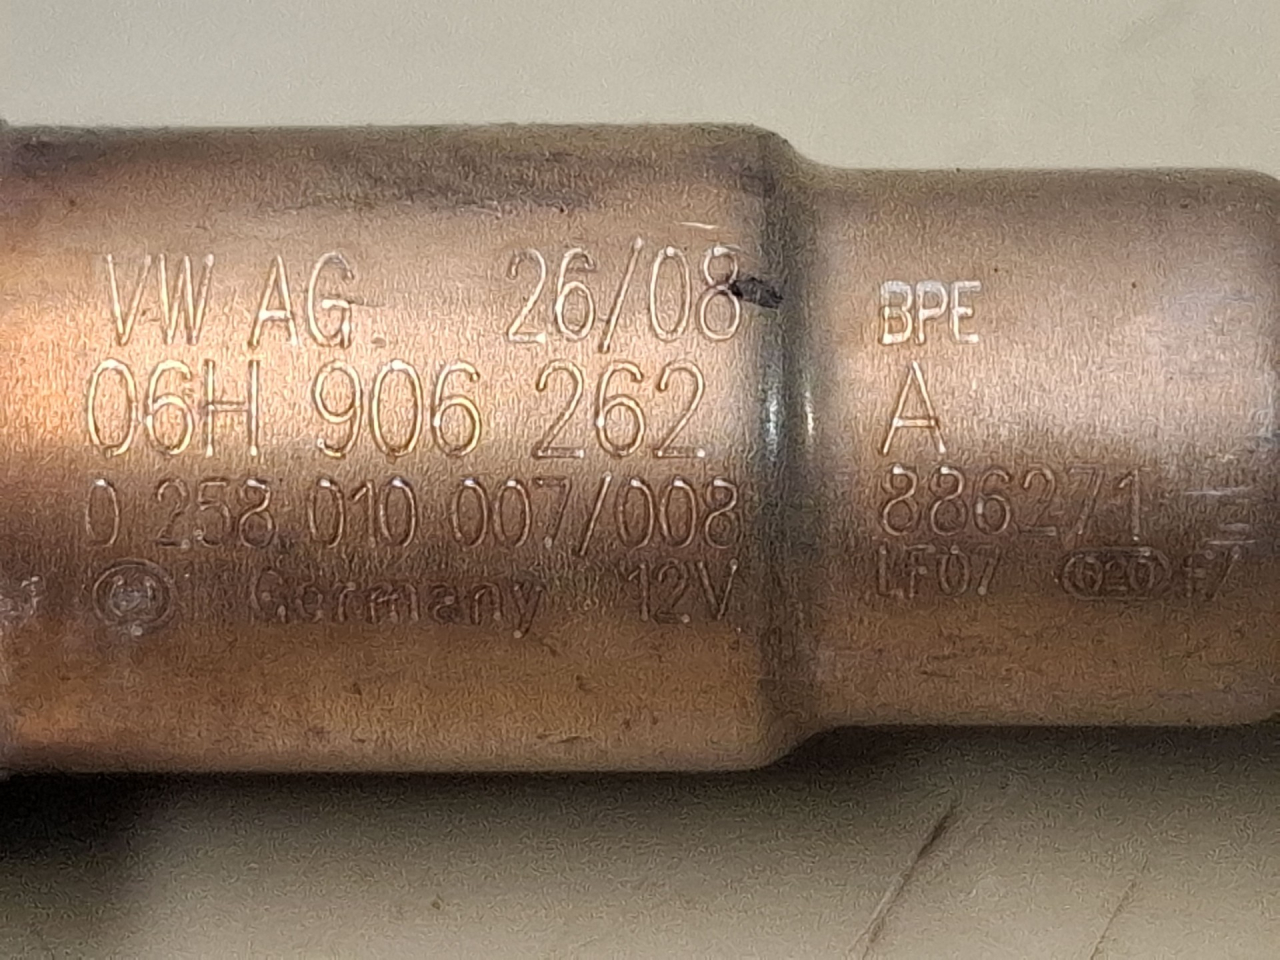 VW AG 26/08 BPE
06H 906 262 A
0 258 010 007/008 886271
Germany 12V LF07